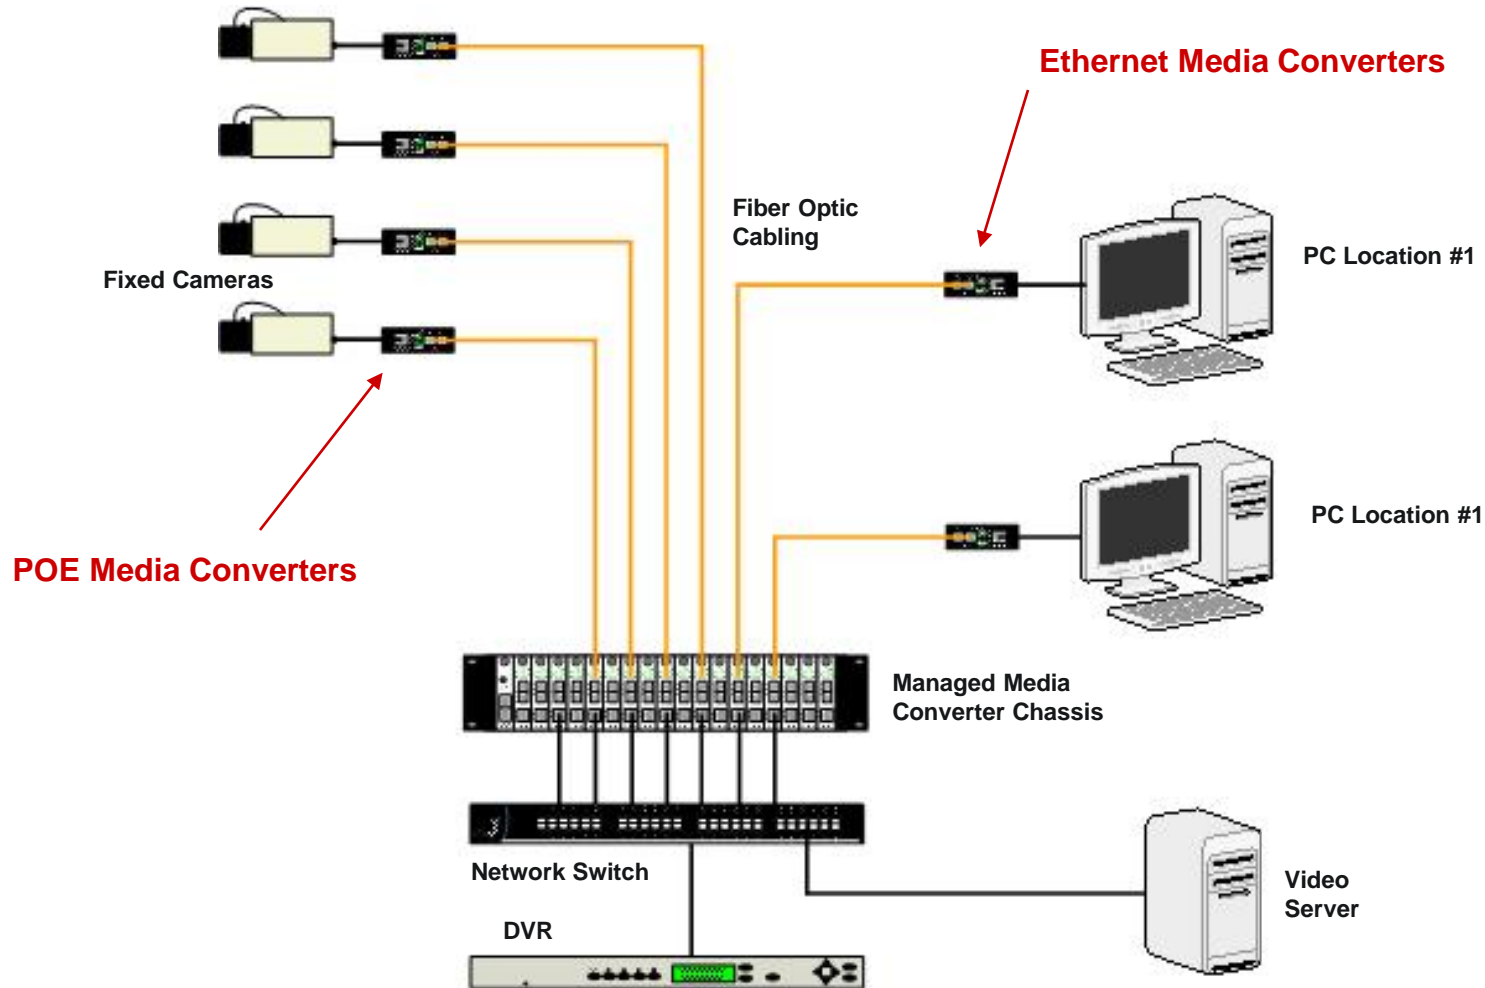 Ethernet Media Converters
Fiber Optic
Cabling
PC Location #1
Fixed Cameras
PC Location #1
POE Media Converters
Managed Media
Converter Chassis
Network Switch
Video
Server
DVR